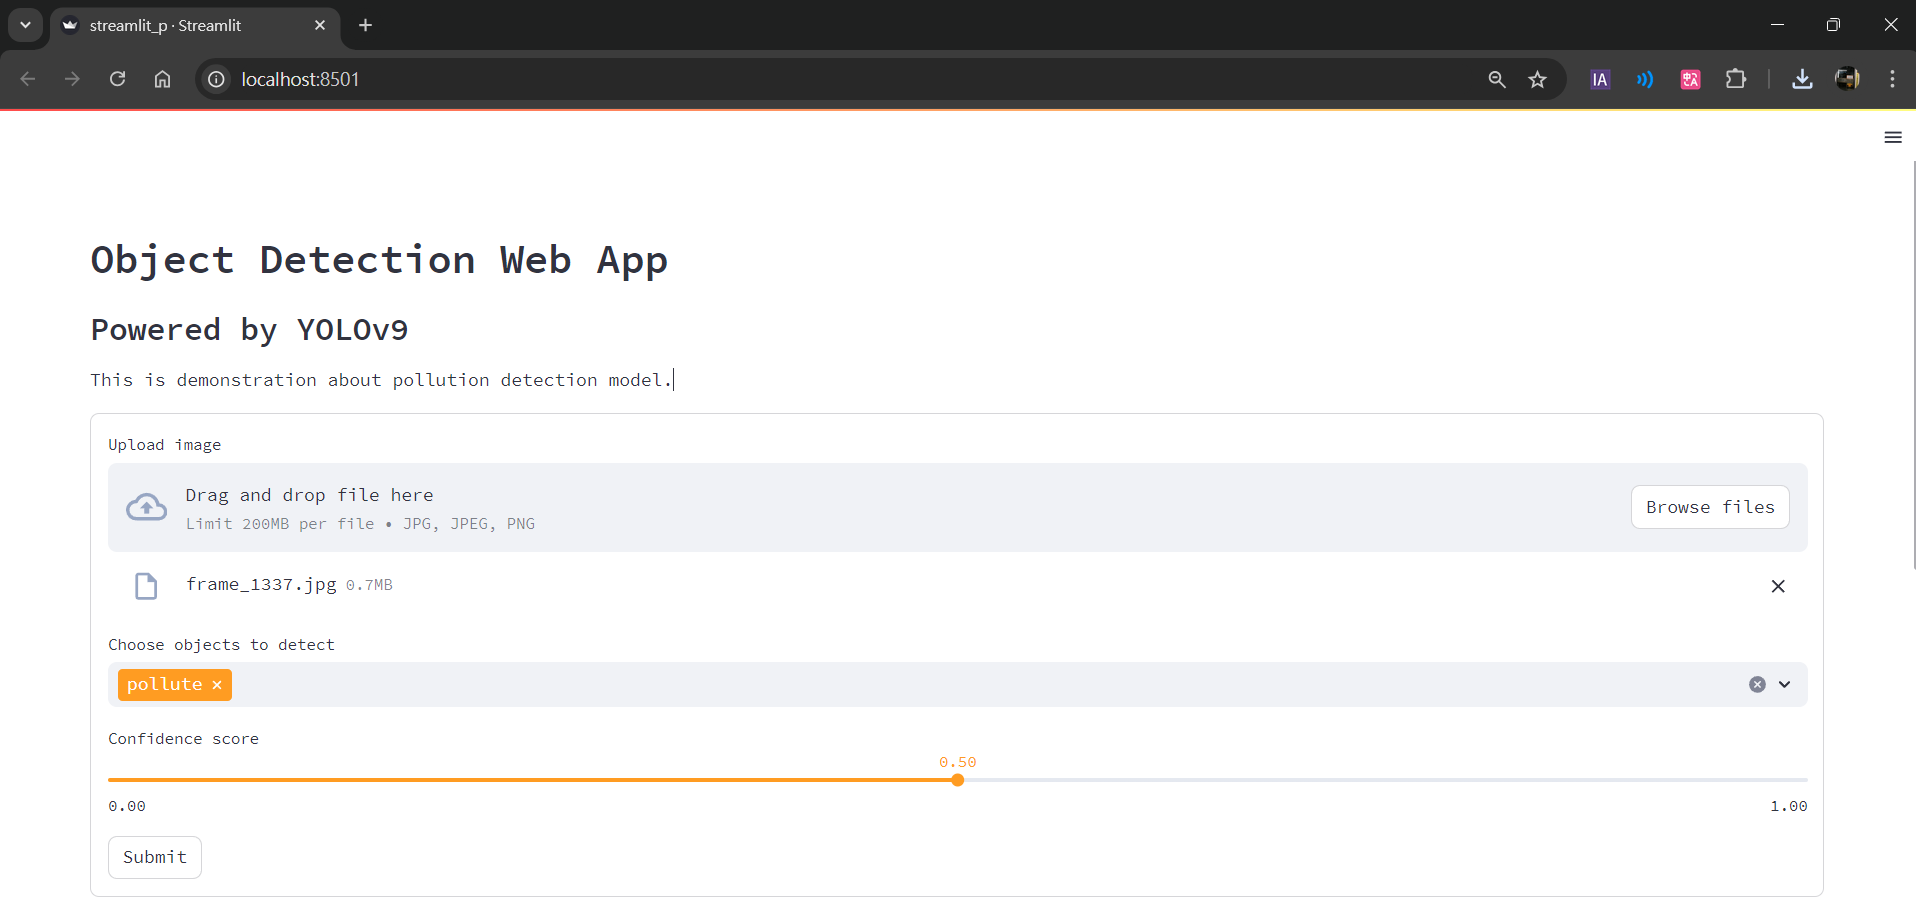 streamlit_p · Streamlit
localhost:8501
IA
Object Detection Web App
Powered by YOLOv9
This is demonstration about pollution detection model.
Upload image
Drag and drop file here
Limit 200MB per file • JPG, JPEG, PNG
Browse files
frame_1337.jpg 0.7MB
Choose objects to detect
pollute
Confidence score
0.50
0.00
1.00
Submit